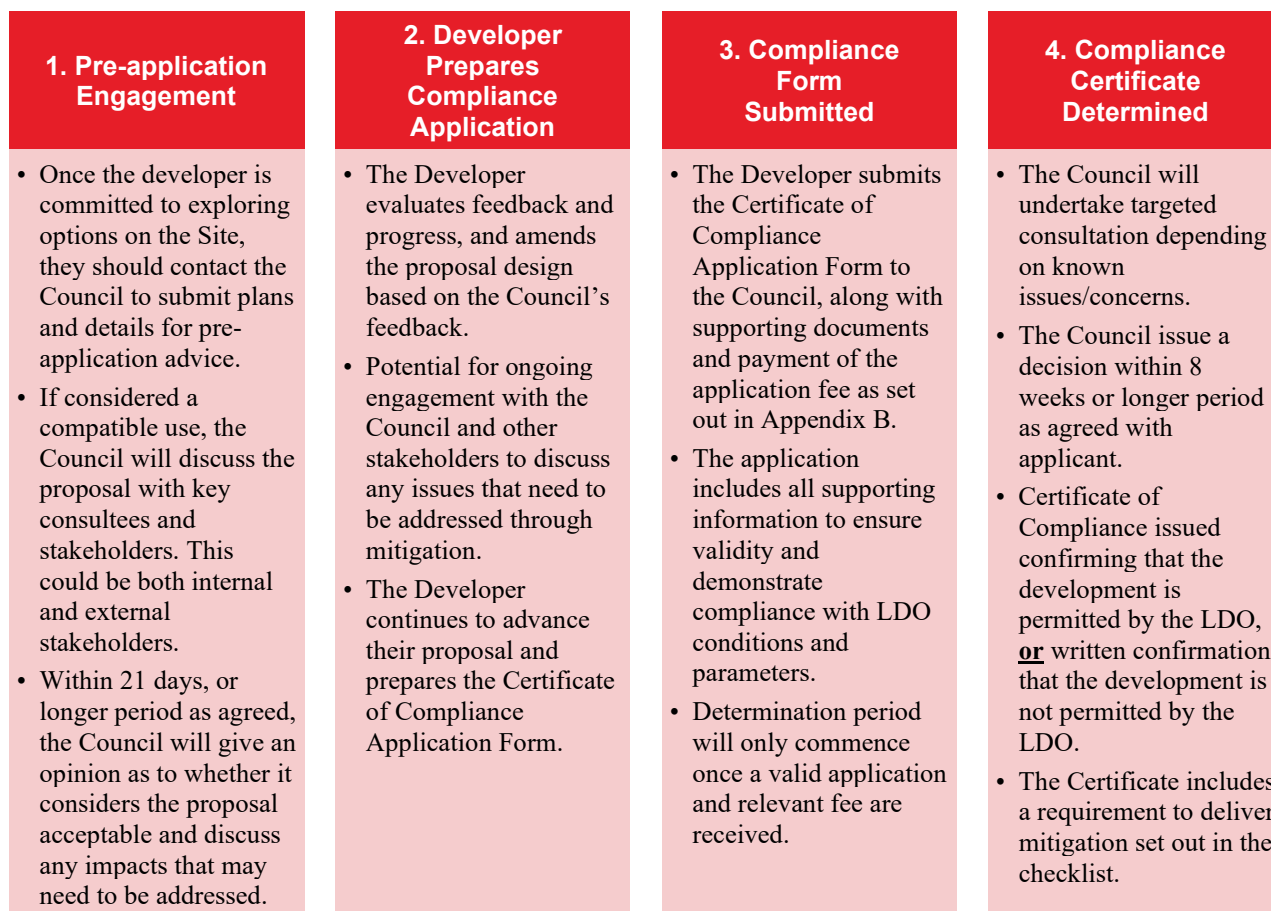 1. Pre-application
Engagement
• Once the developer is
committed to exploring
options on the Site,
they should contact the
Council to submit plans
and details for pre-
application advice.
• If considered a
compatible use, the
Council will discuss the
proposal with key
consultees and
stakeholders. This
could be both internal
and external
stakeholders.
• Within 21 days, or
longer period as agreed,
the Council will give an
opinion as to whether it
considers the proposal
acceptable and discuss
any impacts that may
need to be addressed.
2. Developer
Prepares
Compliance
Application
• The Developer
evaluates feedback and
progress, and amends
the proposal design
based on the Council’s
feedback.
• Potential for ongoing
engagement with the
Council and other
stakeholders to discuss
any issues that need to
be addressed through
mitigation.
• The Developer
continues to advance
their proposal and
prepares the Certificate
of Compliance
Application Form.
3. Compliance
Form
Submitted
• The Developer submits
the Certificate of
Compliance
Application Form to
the Council, along with
supporting documents
and payment of the
application fee as set
out in Appendix B.
• The application
includes all supporting
information to ensure
validity and
demonstrate
compliance with LDO
conditions and
parameters.
• Determination period
will only commence
once a valid application
and relevant fee are
received.
4. Compliance
Certificate
Determined
• The Council will
undertake targeted
consultation depending
on known
issues/concerns.
• The Council issue a
decision within 8
weeks or longer period
as agreed with
applicant.
• Certificate of
Compliance issued
confirming that the
development is
permitted by the LDO,
or written confirmation
that the development is
not permitted by the
LDO.
• The Certificate includes
a requirement to deliver
mitigation set out in the
checklist.